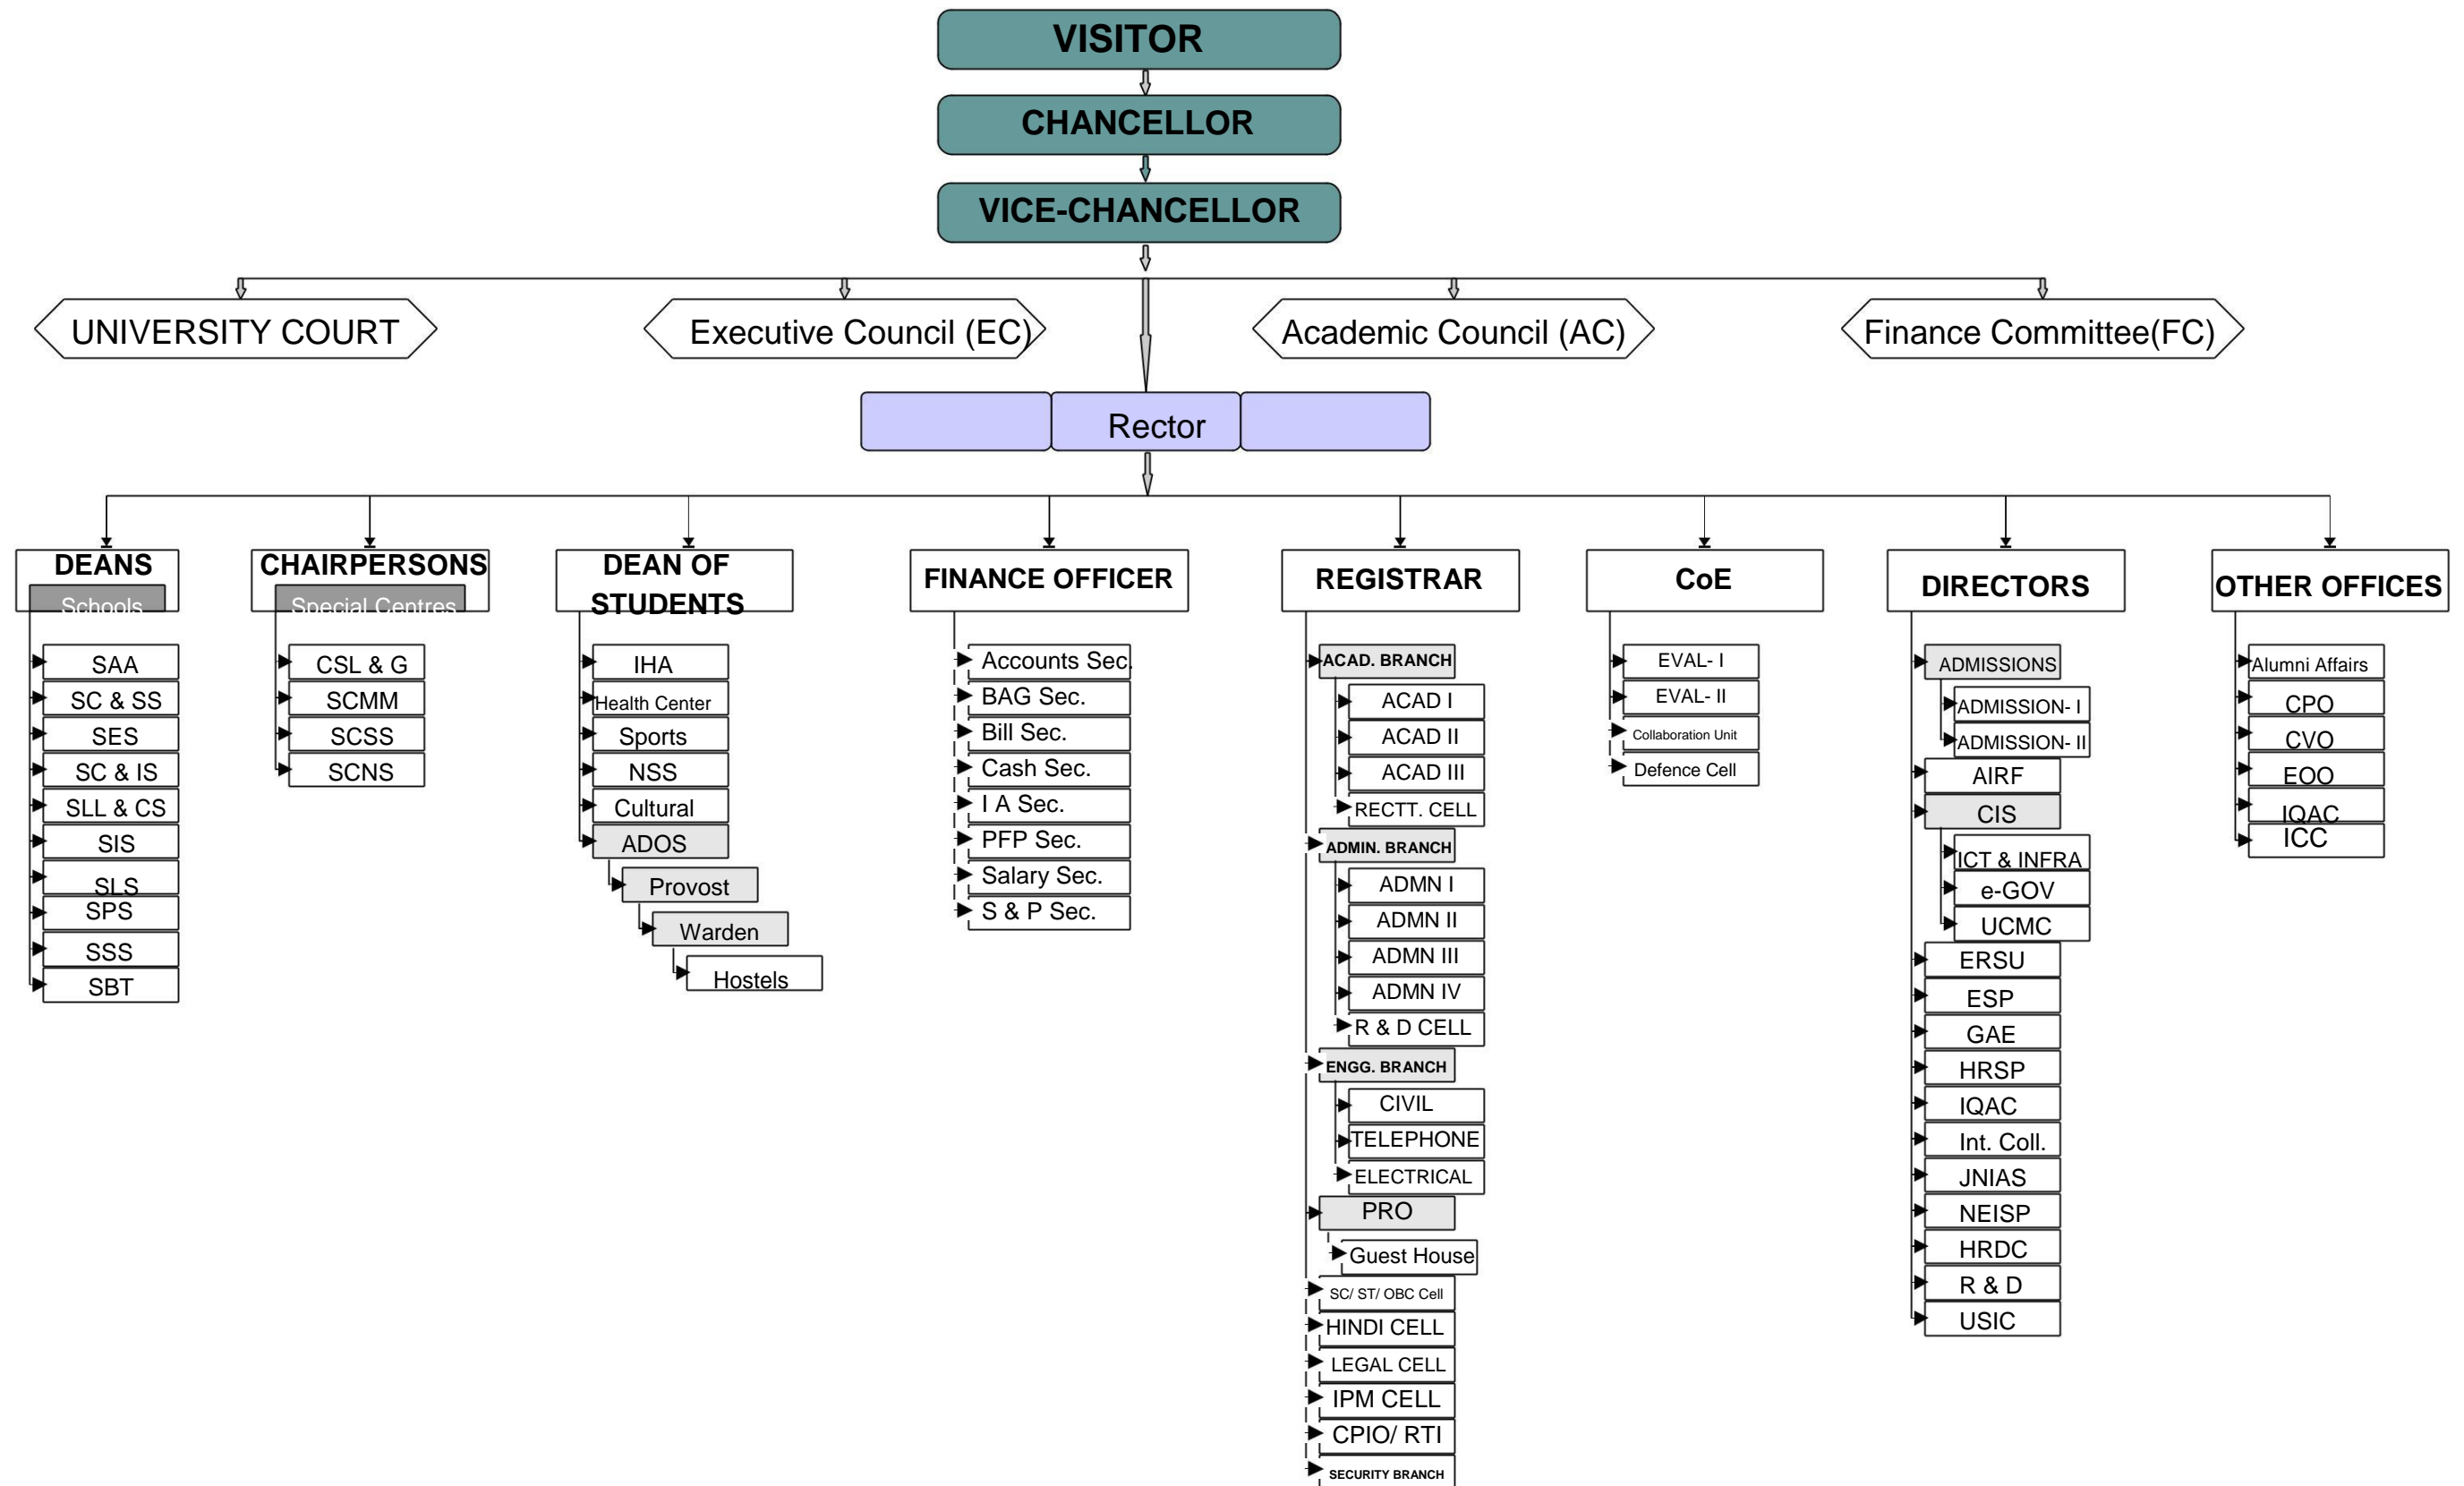 VISITOR
CHANCELLOR
VICE-CHANCELLOR
UNIVERSITY COURT
Executive Council (EC)
Academic Council (AC)
Finance Committee(FC)
Rector
DEANS
Schools
SAA
SC & SS
SES
SC & IS
SLL & CS
SIS
SLS
SPS
SSS
SBT
CHAIRPERSONS
Special Centres
CSL & G
SCMM
SCSS
SCNS
DEAN OF
STUDENTS
IHA
Health Center
Sports
NSS
Cultural
ADOS
Provost
Warden
Hostels
FINANCE OFFICER
Accounts Sec.
BAG Sec.
Bill Sec.
Cash Sec.
I A Sec.
PFP Sec.
Salary Sec.
S & P Sec.
REGISTRAR
ACAD. BRANCH
ACAD I
ACAD II
ACAD III
RECTT. CELL
ADMIN. BRANCH
ADMN I
ADMN II
ADMN III
ADMN IV
R & D CELL
ENGG. BRANCH
CIVIL
TELEPHONE
ELECTRICAL
PRO
Guest House
SC/ ST/ OBC Cell
HINDI CELL
LEGAL CELL
IPM CELL
CPIO/ RTI
SECURITY BRANCH
CoE
EVAL- I
EVAL- II
Collaboration Unit
Defence Cell
DIRECTORS
ADMISSIONS
ADMISSION- I
ADMISSION- II
AIRF
CIS
ICT & INFRA
e-GOV
UCMC
ERSU
ESP
GAE
HRSP
IQAC
Int. Coll.
JNIAS
NEISP
HRDC
R & D
USIC
OTHER OFFICES
Alumni Affairs
CPO
CVO
EOO
IQAC
ICC